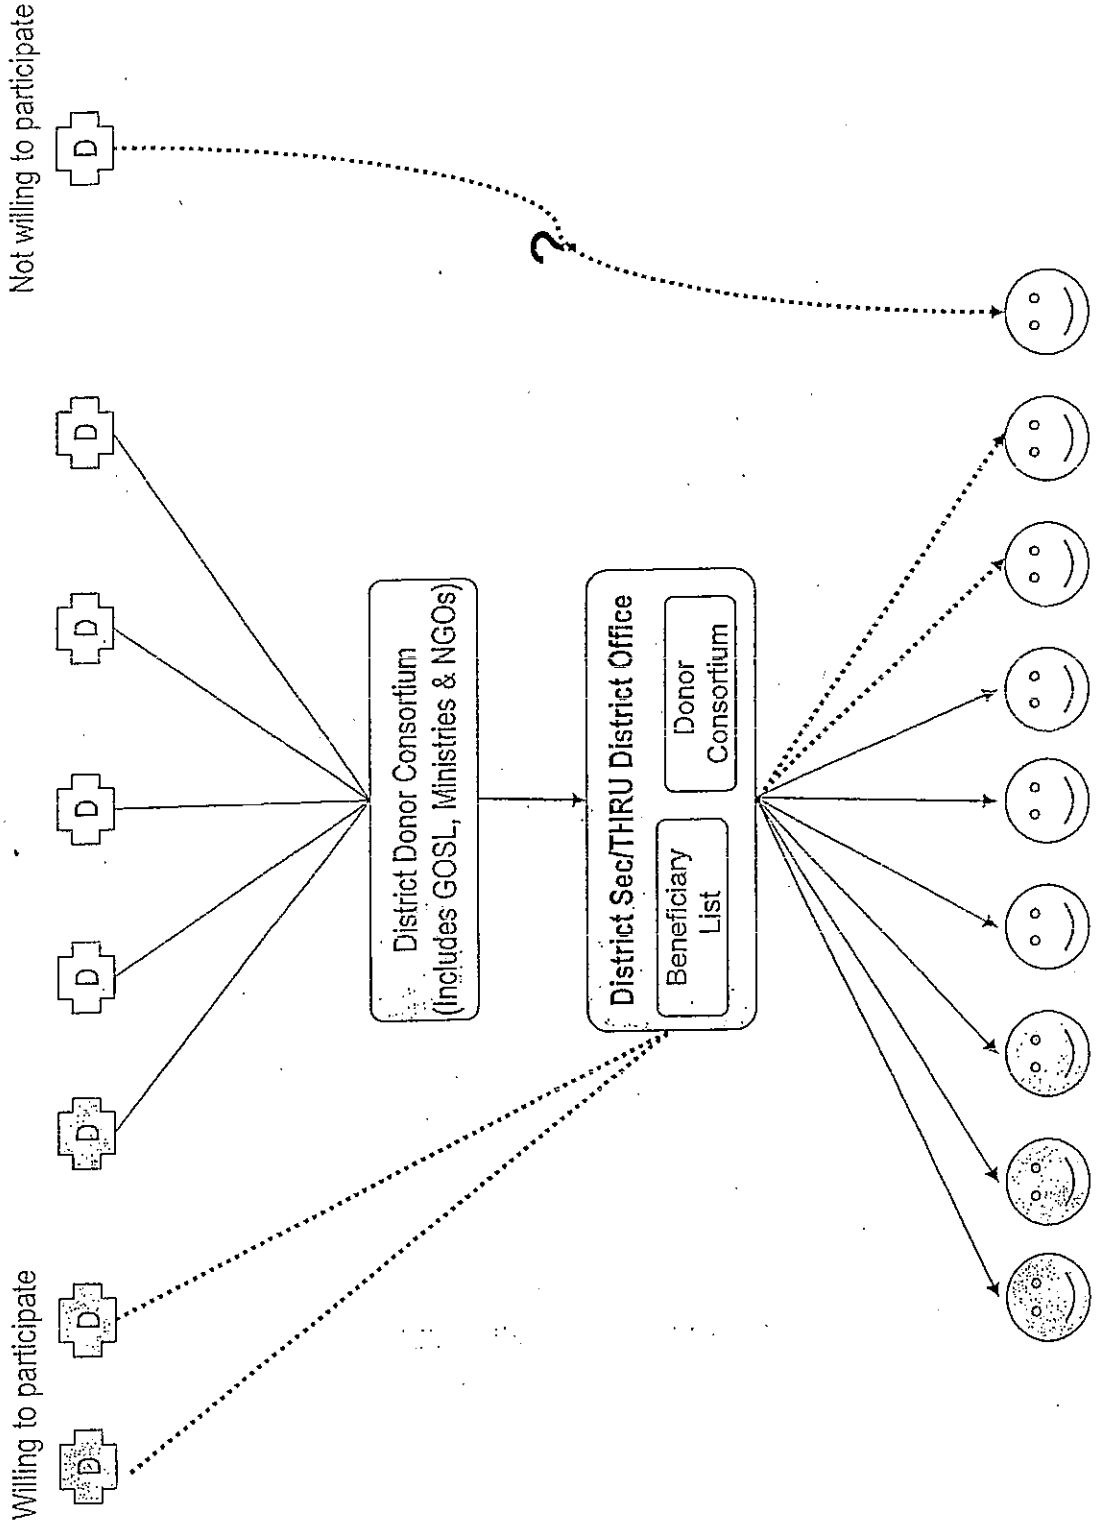 Willing to participate
Not willing to participate
D
D
D
D
D
D
D
D
District Donor Consortium
(Includes GOSL, Ministries & NGOs)
?
District Sec/THRU District Office
Beneficiary
List
Donor
Consortium